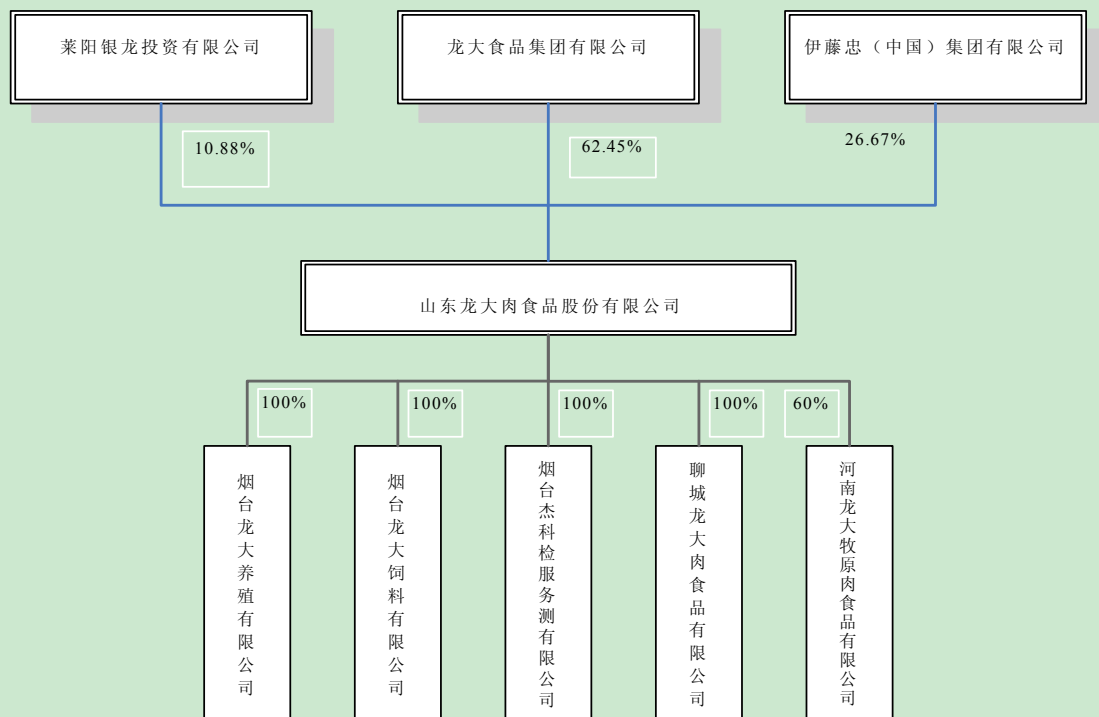 莱阳银龙投资有限公司
龙大食品集团有限公司
伊藤忠（中国）集团有限公司
10.88%
62.45%
26.67%
山东龙大肉食品股份有限公司
100%
100%
100%
100%
60%
烟台龙大养殖有限公司
烟台龙大饲料有限公司
烟台杰科检服务测有限公司
聊城龙大肉食品有限公司
河南龙大牧原肉食品有限公司